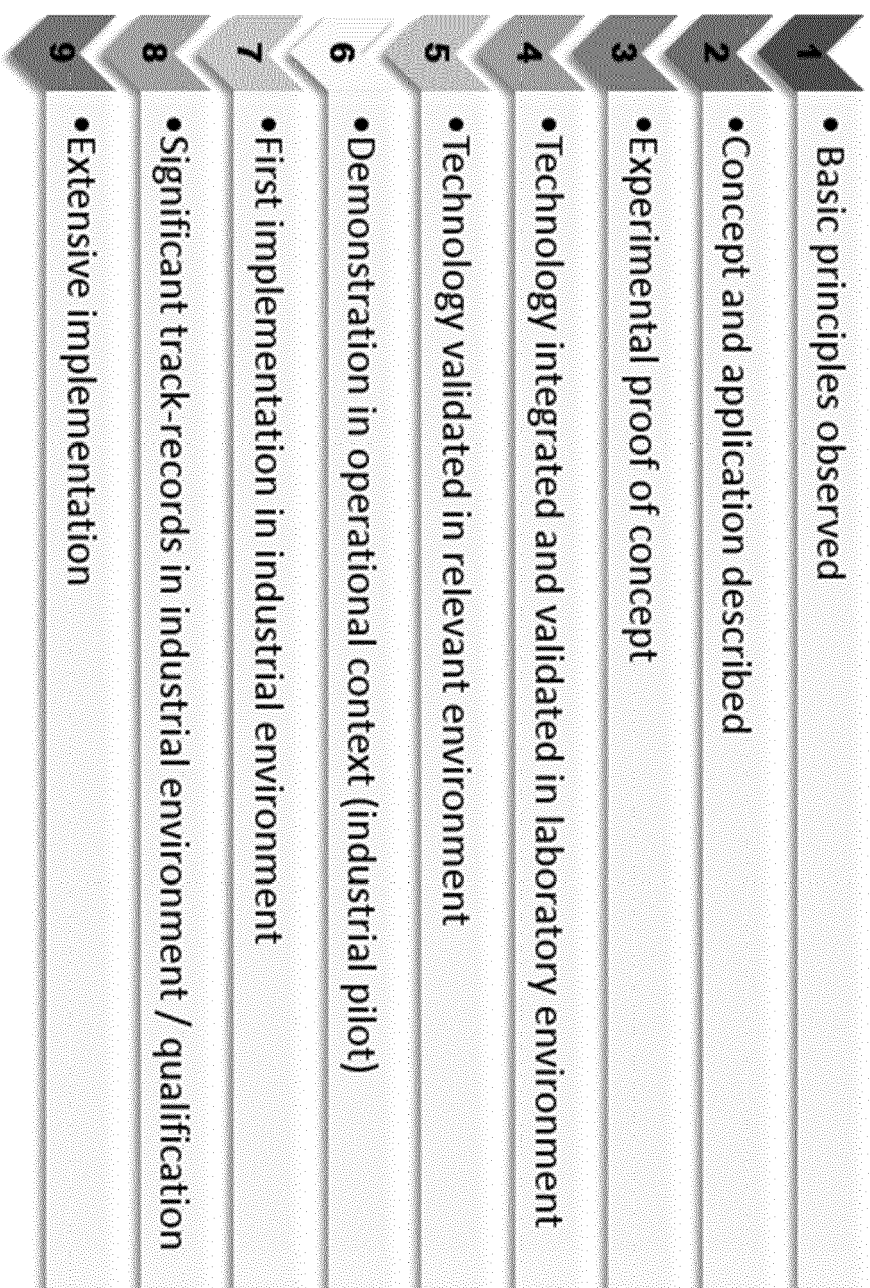 1
• Basic principles observed
2
•Concept and application described
3
•Experimental proof of concept
4
•Technology integrated and validated in laboratory environment
5
•Technology validated in relevant environment
6
•Demonstration in operational context (industrial pilot)
7
•First implementation in industrial environment
8
•Significant track-records in industrial environment / qualification
9
•Extensive implementation